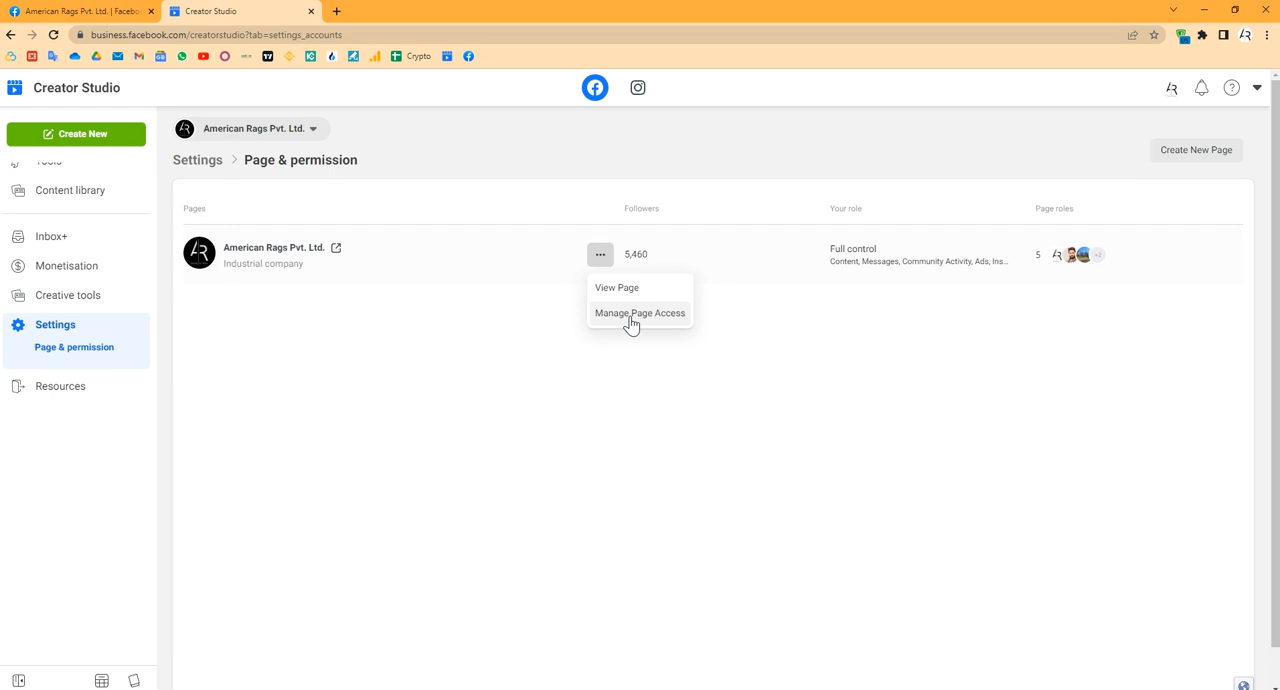 American Rags Pvt. Ltd. | Facebo
Creator Studio
business.facebook.com/creatorstudio?tab=settings_accounts
Crypto
Creator Studio
Create New
American Rags Pvt. Ltd.
Settings > Page & permission
Create New Page
Tools
Content library
Inbox+
Monetisation
Creative tools
Settings
Page & permission
Resources
Pages
Followers
Your role
Page roles
American Rags Pvt. Ltd.
Industrial company
5,460
Full control
Content, Messages, Community Activity, Ads, Ins...
5
View Page
Manage Page Access